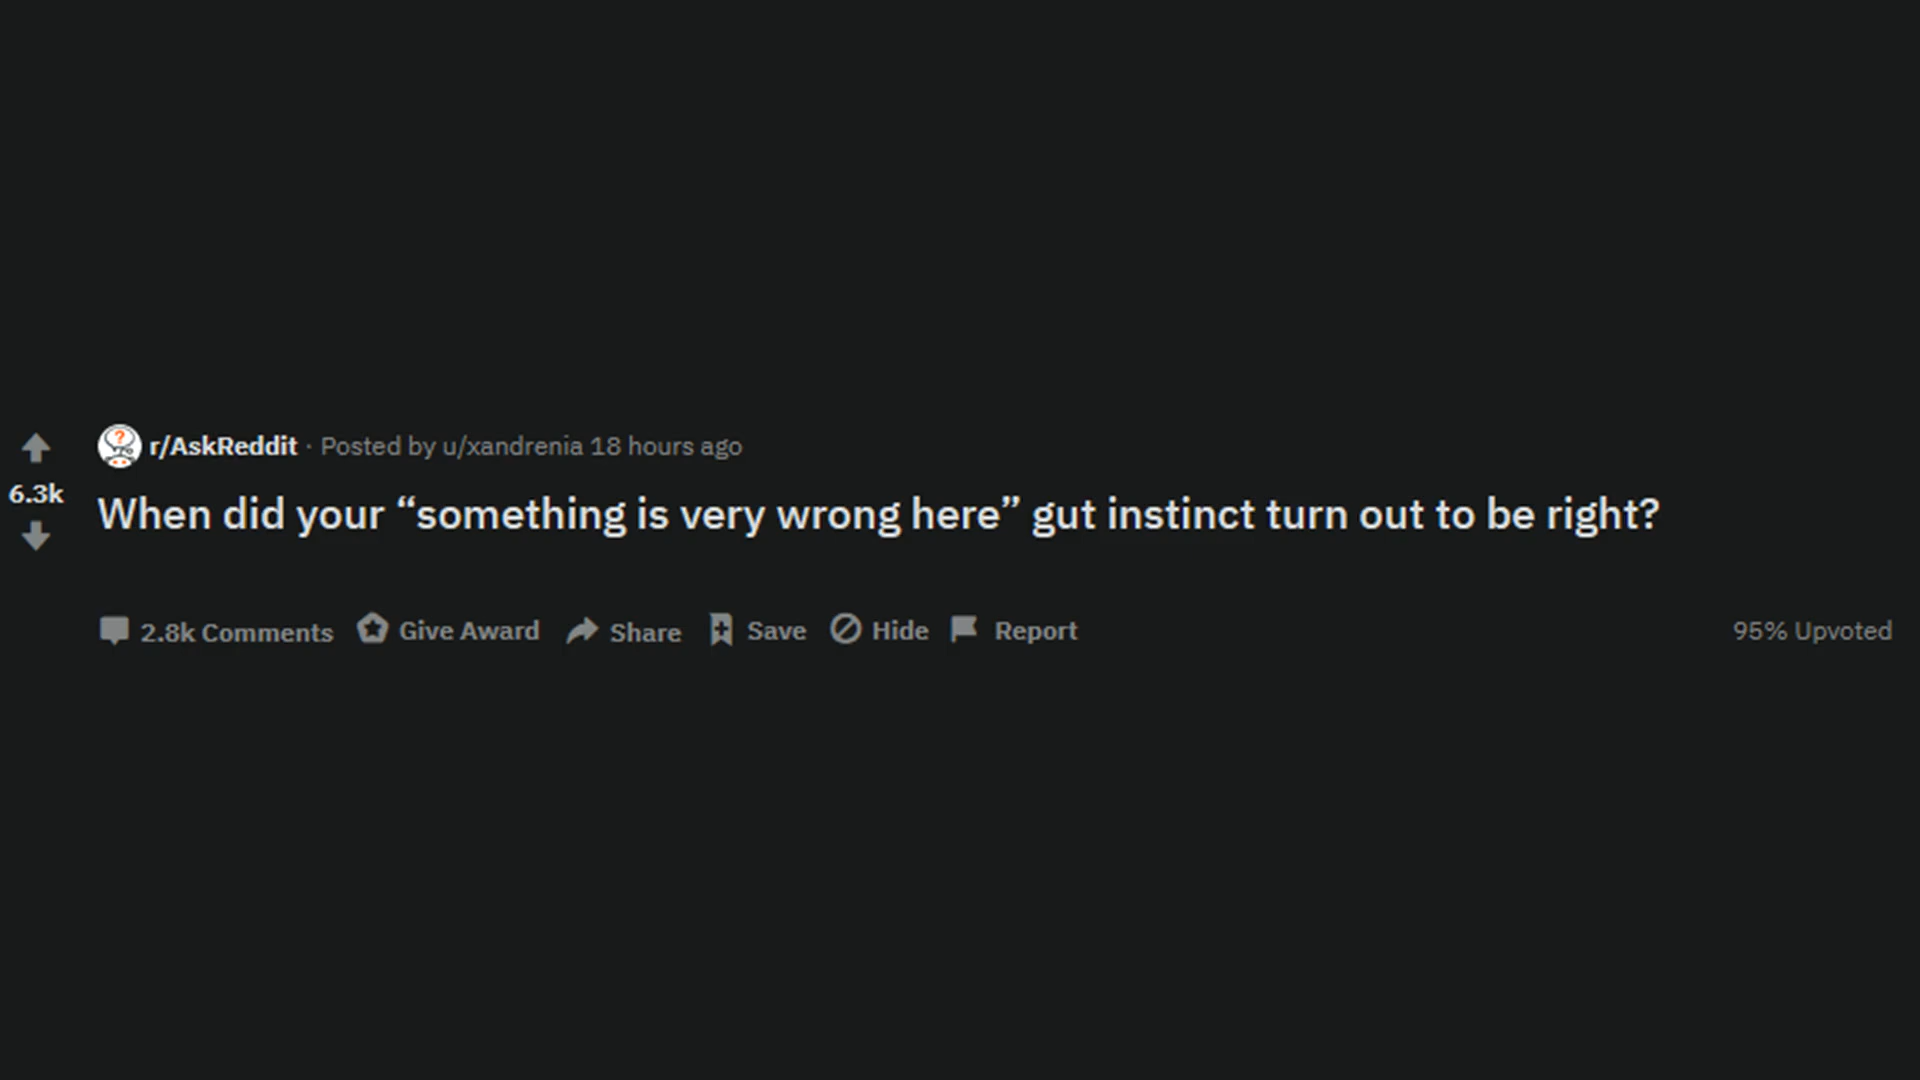 r/AskReddit · Posted by u/xandrenia 18 hours ago
6.3k
When did your “something is very wrong here” gut instinct turn out to be right?
2.8k Comments Give Award Share Save Hide Report 95% Upvoted